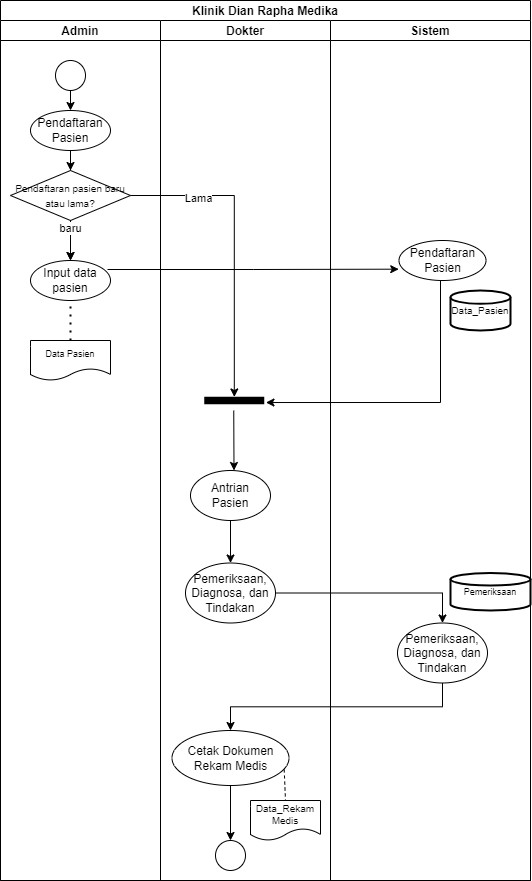 Klinik Dian Rapha Medika
Admin
Dokter
Sistem
Pendaftaran
Pasien
Pendaftaran pasien baru
atau lama?
Lama
baru
Input data
pasien
Pendaftaran
Pasien
Data_Pasien
Data Pasien
Antrian
Pasien
Pemeriksaan,
Diagnosa, dan
Tindakan
Pemeriksaan
Pemeriksaan,
Diagnosa, dan
Tindakan
Cetak Dokumen
Rekam Medis
Data_Rekam
Medis